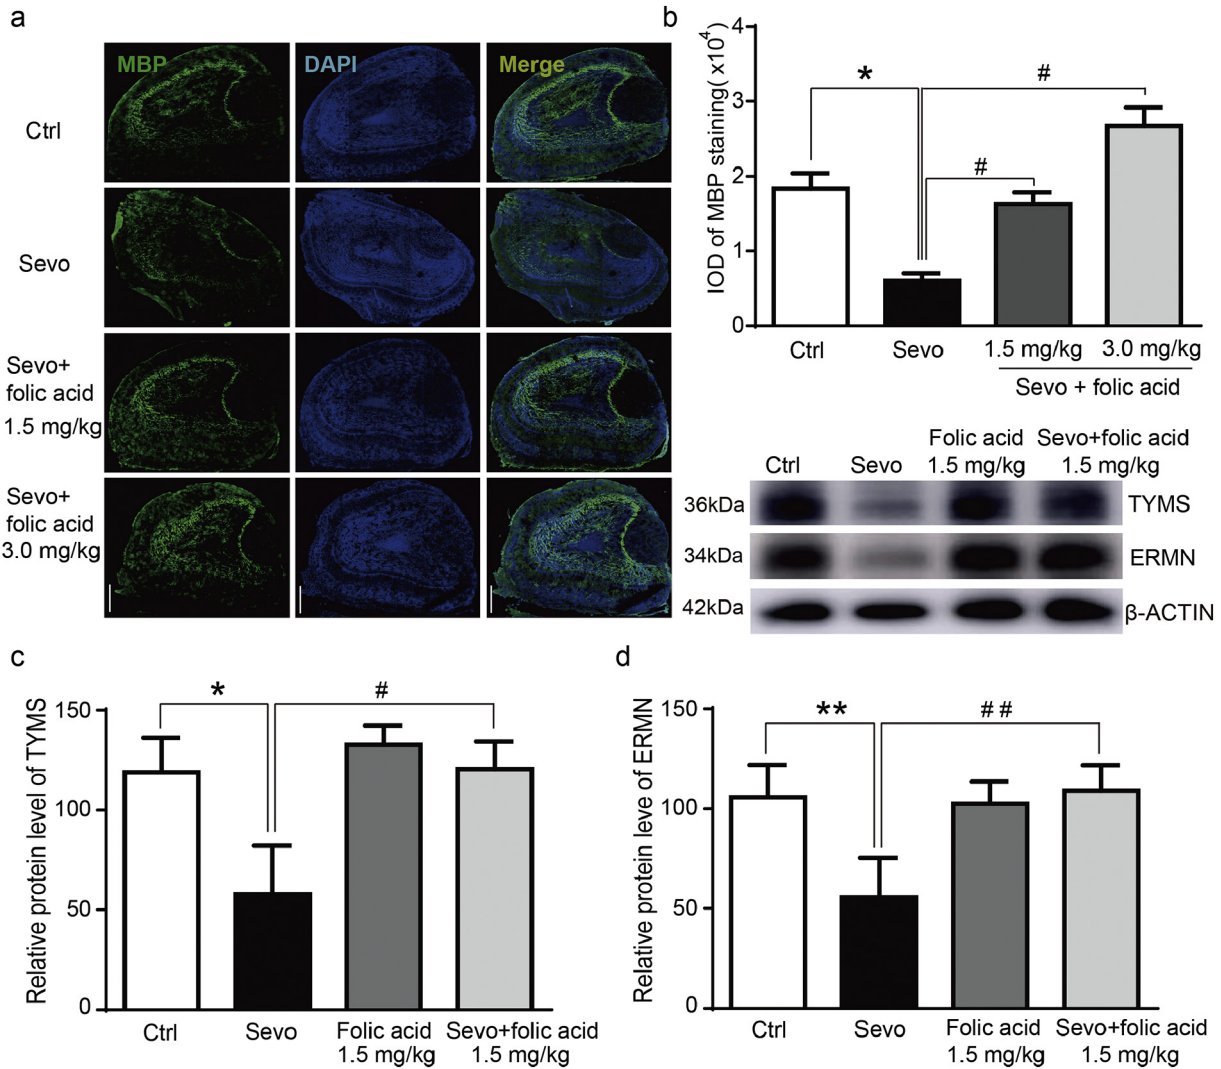 a
MBP
DAPI
Merge
Ctrl
Sevo
Sevo+
folic acid
1.5 mg/kg
Sevo+
folic acid
3.0 mg/kg
b
IOD of MBP staining( x10⁴)
4
3
2
1
0
*
#
#
Ctrl
Sevo
1.5 mg/kg
3.0 mg/kg
Sevo + folic acid
Ctrl
Sevo
Folic acid
1.5 mg/kg
Sevo+folic acid
1.5 mg/kg
36kDa
TYMS
34kDa
ERMN
42kDa
β-ACTIN
c
Relative protein level of TYMS
150
100
50
0
*
#
Ctrl
Sevo
Folic acid
1.5 mg/kg
Sevo+folic acid
1.5 mg/kg
d
Relative protein leve of ERMN
150
100
50
0
**
##
Ctrl
Sevo
Folic acid
1.5 mg/kg
Sevo+folic acid
1.5 mg/kg